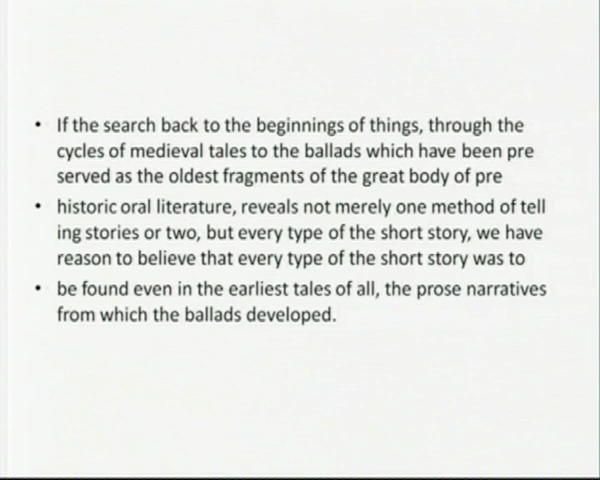 • If the search back to the beginnings of things, through the
cycles of medieval tales to the ballads which have been pre
served as the oldest fragments of the great body of pre
• historic oral literature, reveals not merely one method of tell
ing stories or two, but every type of the short story, we have
reason to believe that every type of the short story was to
• be found even in the earliest tales of all, the prose narratives
from which the ballads developed.